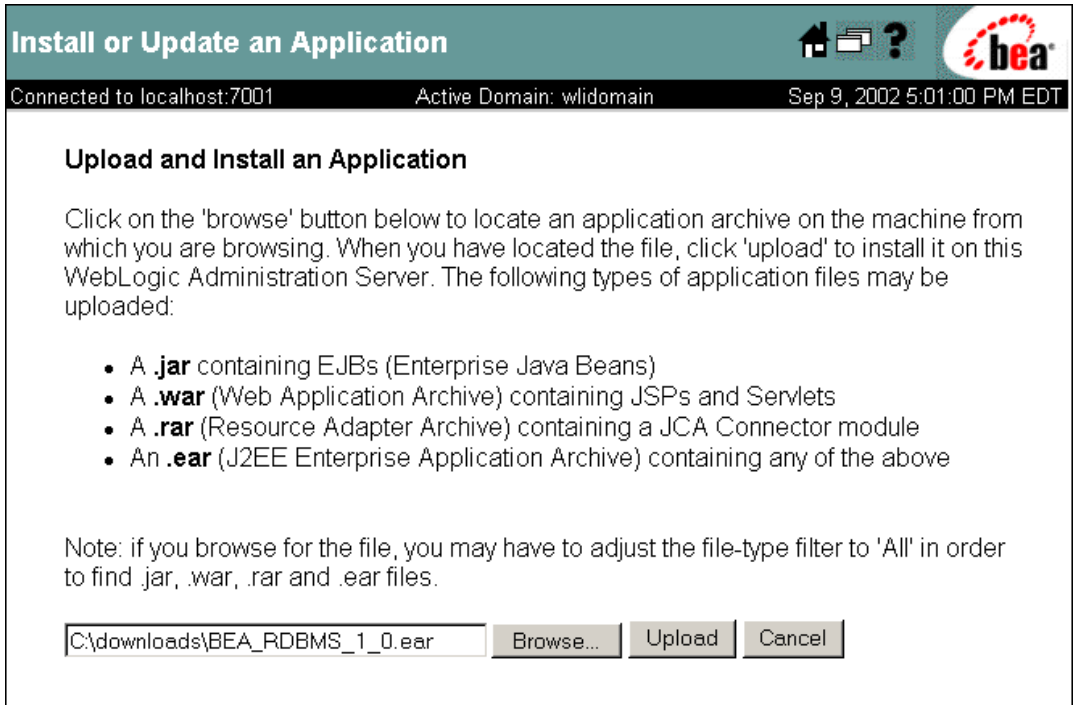 Install or Update an Application
?
bea
Connected to localhost:7001 Active Domain: wlidomain Sep 9, 2002 5:01:00 PM EDT
Upload and Install an Application
Click on the 'browse' button below to locate an application archive on the machine from
which you are browsing. When you have located the file, click 'upload' to install it on this
WebLogic Administration Server. The following types of application files may be
uploaded:
• A .jar containing EJBs (Enterprise Java Beans)
• A .war (Web Application Archive) containing JSPs and Servlets
• A .rar (Resource Adapter Archive) containing a JCA Connector module
• An .ear (J2EE Enterprise Application Archive) containing any of the above
Note: if you browse for the file, you may have to adjust the file-type filter to 'All' in order
to find .jar, .war, .rar and .ear files.
C:\downloads\BEA_RDBMS_1_0.ear Browse... Upload Cancel